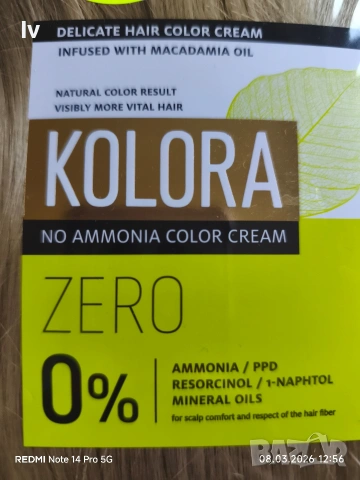 lv
DELICATE HAIR COLOR CREAM
INFUSED WITH MACADAMIA OIL
NATURAL COLOR RESULT
VISIBLY MORE VITAL HAIR
KOLORA
NO AMMONIA COLOR CREAM
ZERO
0%
AMMONIA / PPD
RESORCINOL / 1-NAPHTOL
MINERAL OILS
for scalp comfort and respect of the hair fiber
REDMI Note 14 Pro 5G
08.03.2026 12:56
BAZAR